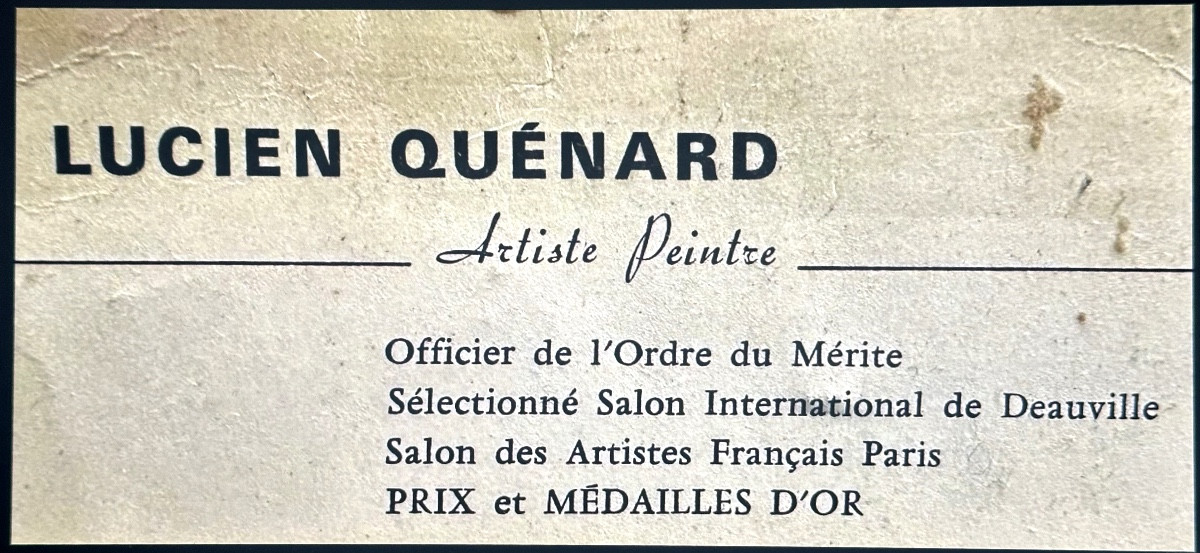 LUCIEN QUÉNARD
Artiste Peintre
Officier de l'Ordre du Mérite
Sélectionné Salon International de Deauville
Salon des Artistes Français Paris
PRIX et MÉDAILLES D'OR